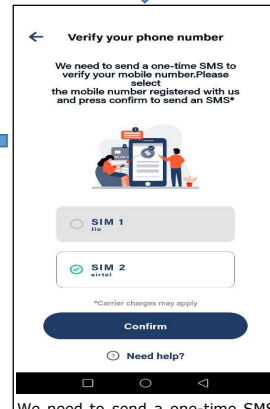 Verify your phone number
We need to send a one-time SMS to
verify your mobile number.Please
select
the mobile number registered with us
and press confirm to send an SMS*
SIM 1
Jio
SIM 2
airtel
*Carrier charges may apply
Confirm
? Need help?
We need to send a one-time SMS